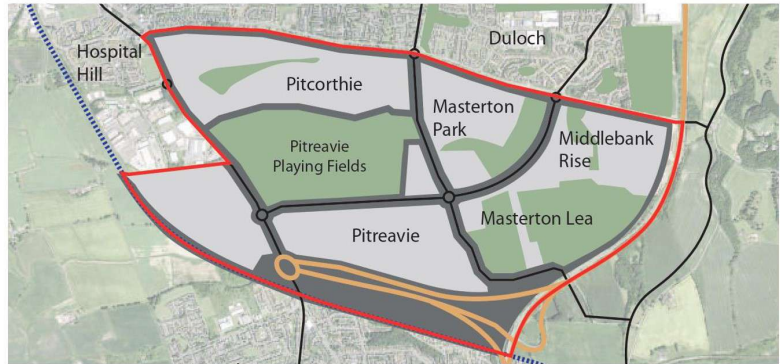 Hospital
Hill
Duloch
Pitcorthie
Masterton
Park
Middlebank
Rise
Pitreavie
Playing Fields
Masterton Lea
Pitreavie